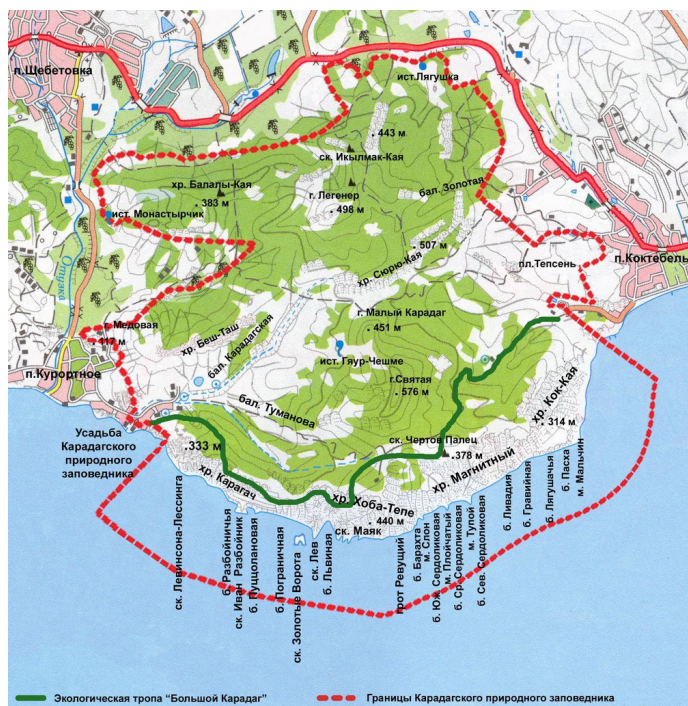 п.Щебетовка
ист.Лягушка
443 м
ск. Икылмак-Кая
хр. Балалы-Кая
383 м
г. Легенер
498 м
бал. Золотая
ист. Монастырчик
507 м
хр. Сюрю-Кая
пл.Тепсень
п.Коктебель
Отузка
г. Малый Карадаг
451 м
г. Медовая
117 м
хр. Беш-Таш
бал. Карадагская
ист. Гяур-Чешме
г.Святая
576 м
п.Курортное
бал. Туманова
хр. Кок-Кая
314 м
Усадьба
Карадагского
природного
заповедника
333 м
ск. Чертов Палец
378 м
хр. Карагач
хр. Магнитный
хр. Хоба-Тепе
440 м
ск. Маяк
ск. Левинсона-Лессинга
б. Разбойничья
ск. Иван Разбойник
б. Пуццолановая
б. Пограничная
ск. Золотые Ворота
ск. Лев
б. Львиная
грот Ревущий
б. Барахта
м. Слон
б. Юж. Сердоликовая
м. Плойчатый
б. Ср. Сердоликовая
м. Тупой
б. Сев. Сердоликовая
б. Ливадия
б. Гравийная
б. Лягушачья
б. Пасха
м. Мальчин
Экологическая тропа "Большой Карадаг"
Границы Карадагского природного заповедника